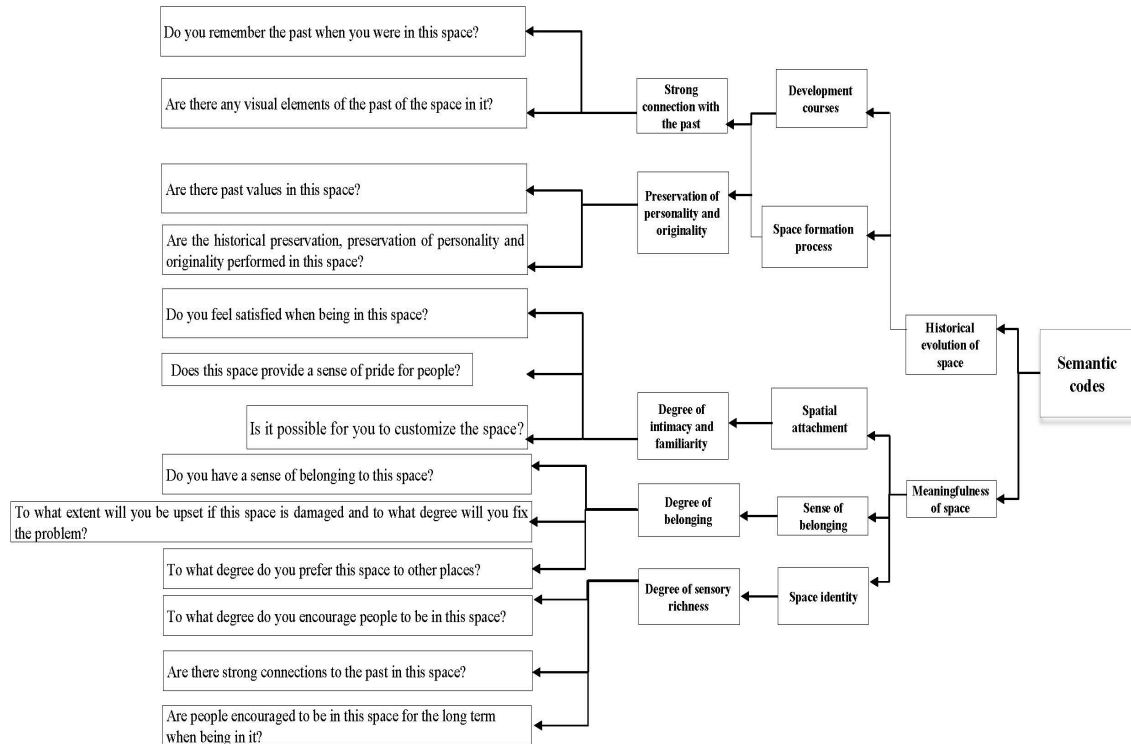 Do you remember the past when you were in this space?
Are there any visual elements of the past of the space in it?
Strong
connection with
the past
Development
courses
Are there past values in this space?
Are the historical preservation, preservation of personality and
originality performed in this space?
Preservation of
personality and
originality
Space formation
process
Do you feel satisfied when being in this space?
Does this space provide a sense of pride for people?
Is it possible for you to customize the space?
Degree of
intimacy and
familiarity
Spatial
attachment
Historical
evolution of
space
Semantic
codes
Do you have a sense of belonging to this space?
To what extent will you be upset if this space is damaged and to what degree will you fix
the problem?
To what degree do you prefer this space to other places?
Degree of
belonging
Sense of
belonging
Meaningfulness
of space
To what degree do you encourage people to be in this space?
Are there strong connections to the past in this space?
Are people encouraged to be in this space for the long term
when being in it?
Degree of sensory
richness
Space identity